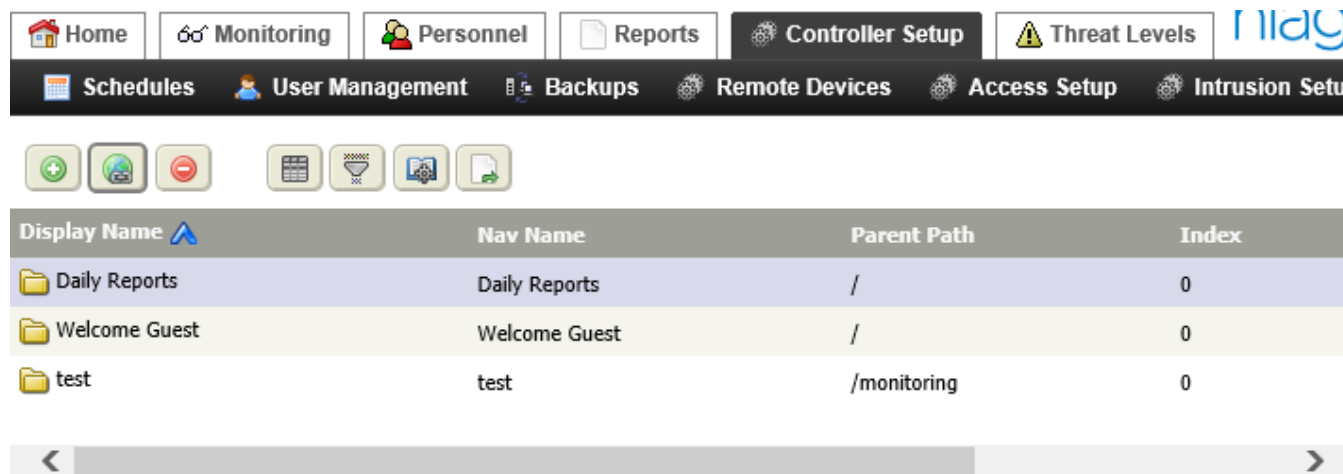 Home Monitoring Personnel Reports Controller Setup Threat Levels
Schedules User Management Backups Remote Devices Access Setup Intrusion
Display Name Nav Name Parent Path Index
Daily Reports Daily Reports / 0
Welcome Guest Welcome Guest / 0
test test /monitoring 0